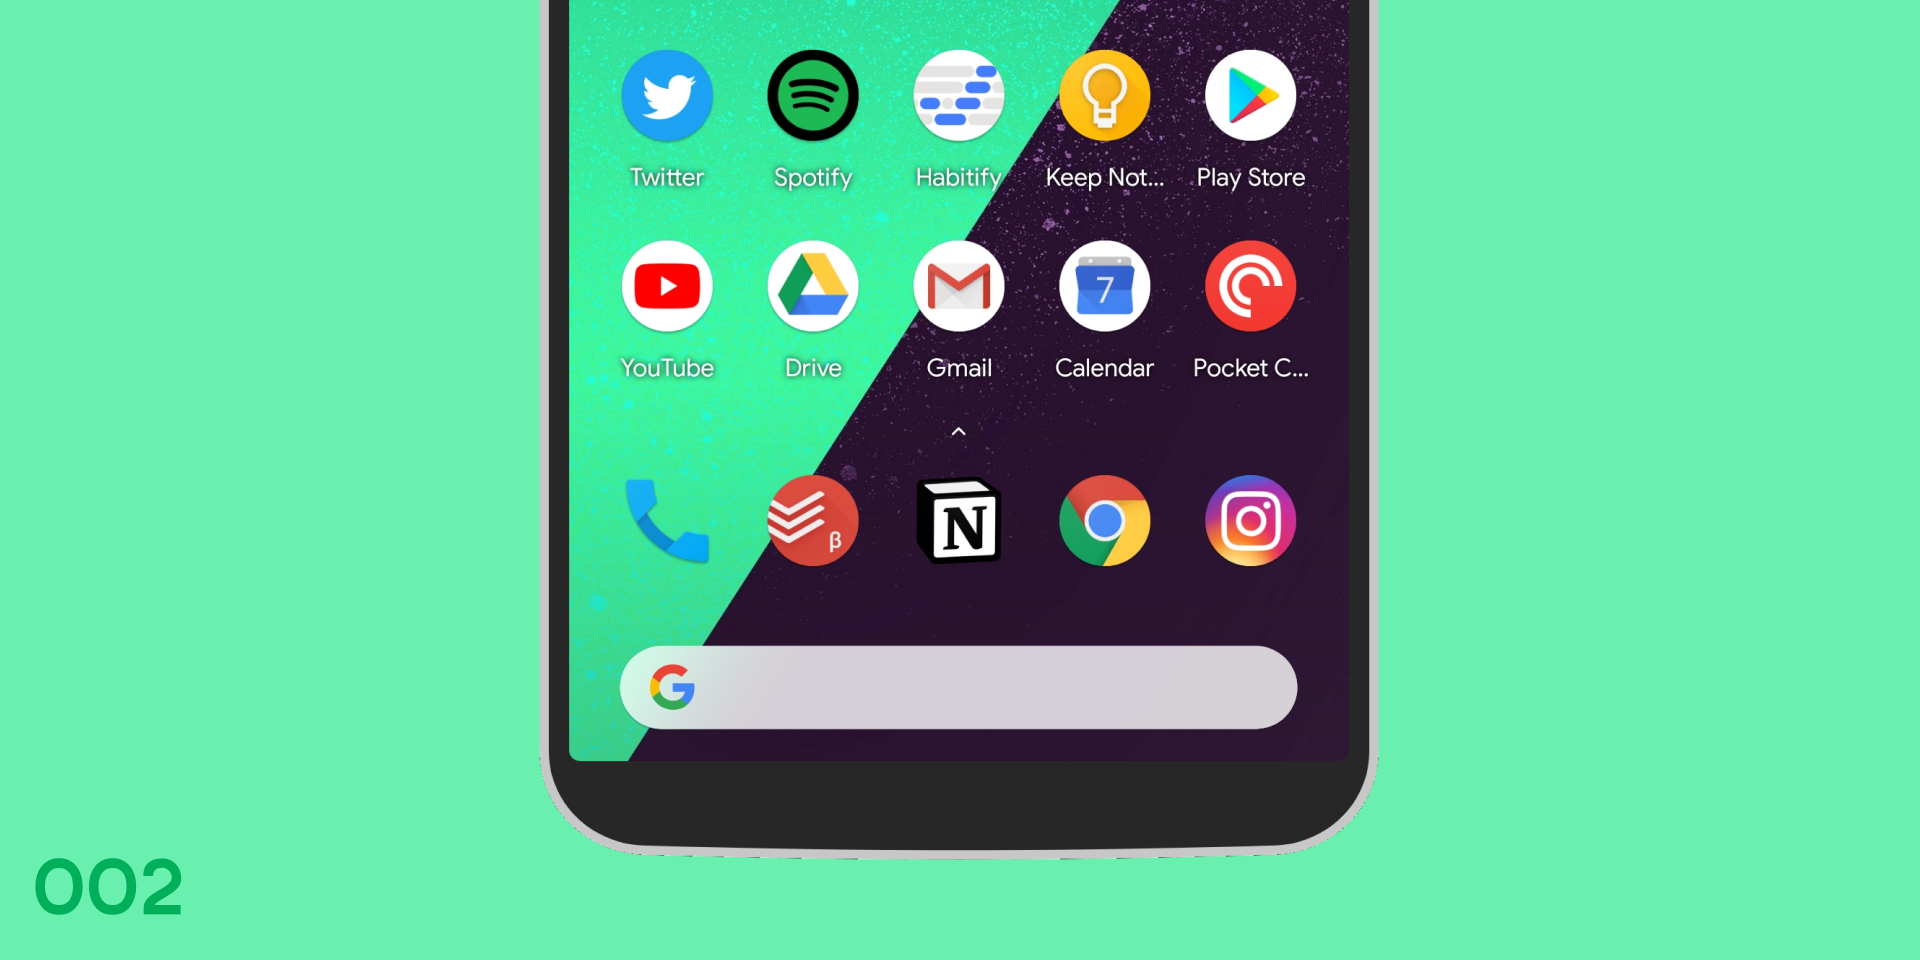 Twitter Spotify Habitify Keep Not... Play Store
7
YouTube Drive Gmail Calendar Pocket C...
β N
G
002